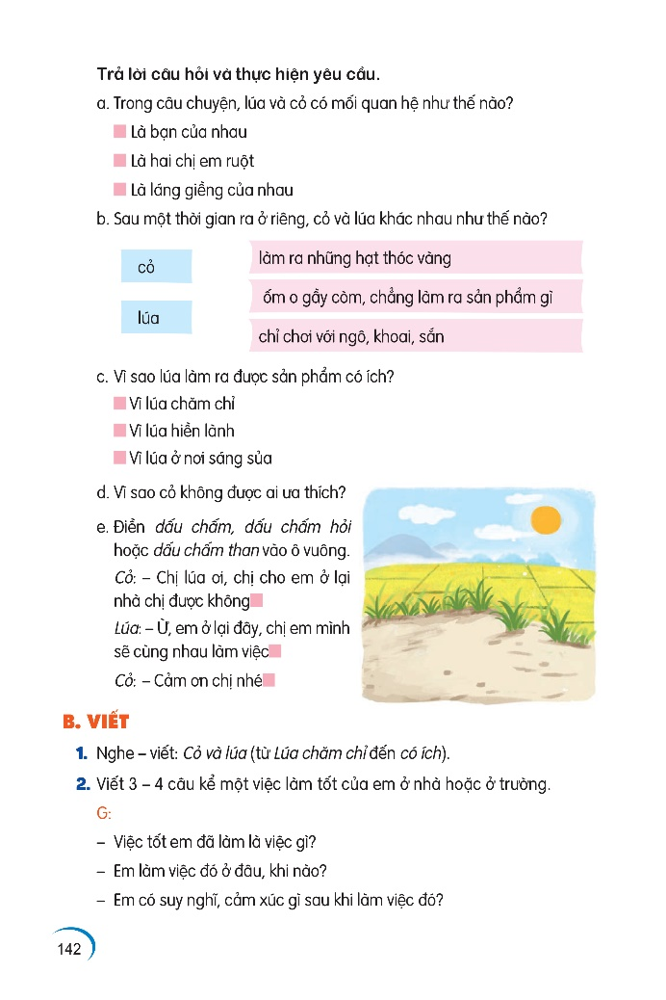 Trả lời câu hỏi và thực hiện yêu cầu.
a. Trong câu chuyện, lúa và cỏ có mối quan hệ như thế nào?
Là bạn của nhau
Là hai chị em ruột
Là láng giềng của nhau
b. Sau một thời gian ra ở riêng, cỏ và lúa khác nhau như thế nào?
cỏ
lúa
làm ra những hạt thóc vàng
ốm o gầy còm, chẳng làm ra sản phẩm gì
chỉ chơi với ngô, khoai, sắn
c. Vì sao lúa làm ra được sản phẩm có ích?
Vì lúa chăm chỉ
Vì lúa hiền lành
Vì lúa ở nơi sáng sủa
d. Vì sao cỏ không được ai ưa thích?
e. Điền dấu chấm, dấu chấm hỏi
hoặc dấu chấm than vào ô vuông.
Cỏ: – Chị lúa ơi, chị cho em ở lại
nhà chị được không
Lúa: – Ừ, em ở lại đây, chị em mình
sẽ cùng nhau làm việc
Cỏ: – Cảm ơn chị nhé
B. VIẾT
1. Nghe – viết: Cỏ và lúa (từ Lúa chăm chỉ đến có ích).
2. Viết 3 – 4 câu kể một việc làm tốt của em ở nhà hoặc ở trường.
G:
– Việc tốt em đã làm là việc gì?
– Em làm việc đó ở đâu, khi nào?
– Em có suy nghĩ, cảm xúc gì sau khi làm việc đó?
142